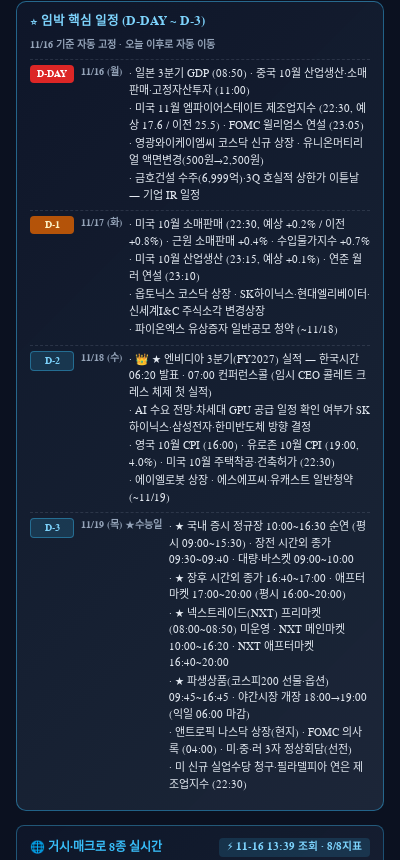 ⭐ 임박 핵심 일정 (D-DAY ~ D-3)
11/16 기준 자동 고정 · 오늘 이후로 자동 이동
D-DAY 11/16 (월) · 일본 3분기 GDP (08:50) · 중국 10월 산업생산·소매
판매·고정자산투자 (11:00)
· 미국 11월 엠파이어스테이트 제조업지수 (22:30, 예
상 17.6 / 이전 25.5) · FOMC 윌리엄스 연설 (23:05)
· 영광와이케이엠씨 코스닥 신규 상장 · 유니온머티리
얼 액면변경(500원→2,500원)
· 금호건설 수주(6,999억)·3Q 호실적 상한가 이튿날
— 기업 IR 일정
D-1 11/17 (화) · 미국 10월 소매판매 (22:30, 예상 +0.2% / 이전
+0.8%) · 근원 소매판매 +0.4% · 수입물가지수 +0.7%
· 미국 10월 산업생산 (23:15, 예상 +0.1%) · 연준 월
러 연설 (23:10)
· 옵토닉스 코스닥 상장 · SK하이닉스·현대엘리베이터·
신세계I&C 주식소각 변경상장
· 파이온엑스 유상증자 일반공모 청약 (~11/18)
D-2 11/18 (수) · 👑 ★ 엔비디아 3분기(FY2027) 실적 — 한국시간
06:20 발표 · 07:00 컨퍼런스콜 (임시 CEO 콜레트 크
레스 체제 첫 실적)
· AI 수요 전망·차세대 GPU 공급 일정 확인 여부가 SK
하이닉스·삼성전자·한미반도체 방향 결정
· 영국 10월 CPI (16:00) · 유로존 10월 CPI (19:00,
4.0%) · 미국 10월 주택착공·건축허가 (22:30)
· 에이엘로봇 상장 · 에스에프씨·유캐스트 일반청약
(~11/19)
D-3 11/19 (목) ★수능일 · ★ 국내 증시 정규장 10:00~16:30 순연 (평
시 09:00~15:30) · 장전 시간외 종가
09:30~09:40 · 대량·바스켓 09:00~10:00
· ★ 장후 시간외 종가 16:40~17:00 · 애프터
마켓 17:00~20:00 (평시 16:00~20:00)
· ★ 넥스트레이드(NXT) 프리마켓
(08:00~08:50) 미운영 · NXT 메인마켓
10:00~16:20 · NXT 애프터마켓
16:40~20:00
· ★ 파생상품(코스피200 선물·옵션)
09:45~16:45 · 야간시장 개장 18:00→19:00
(익일 06:00 마감)
· 앤트로픽 나스닥 상장(현지) · FOMC 의사
록 (04:00) · 미·중·러 3자 정상회담(선전)
· 미 신규 실업수당 청구·필라델피아 연은 제
조업지수 (22:30)
🌐 거시·매크로 8종 실시간 ⚡ 11-16 13:39 조회 · 8/8지표